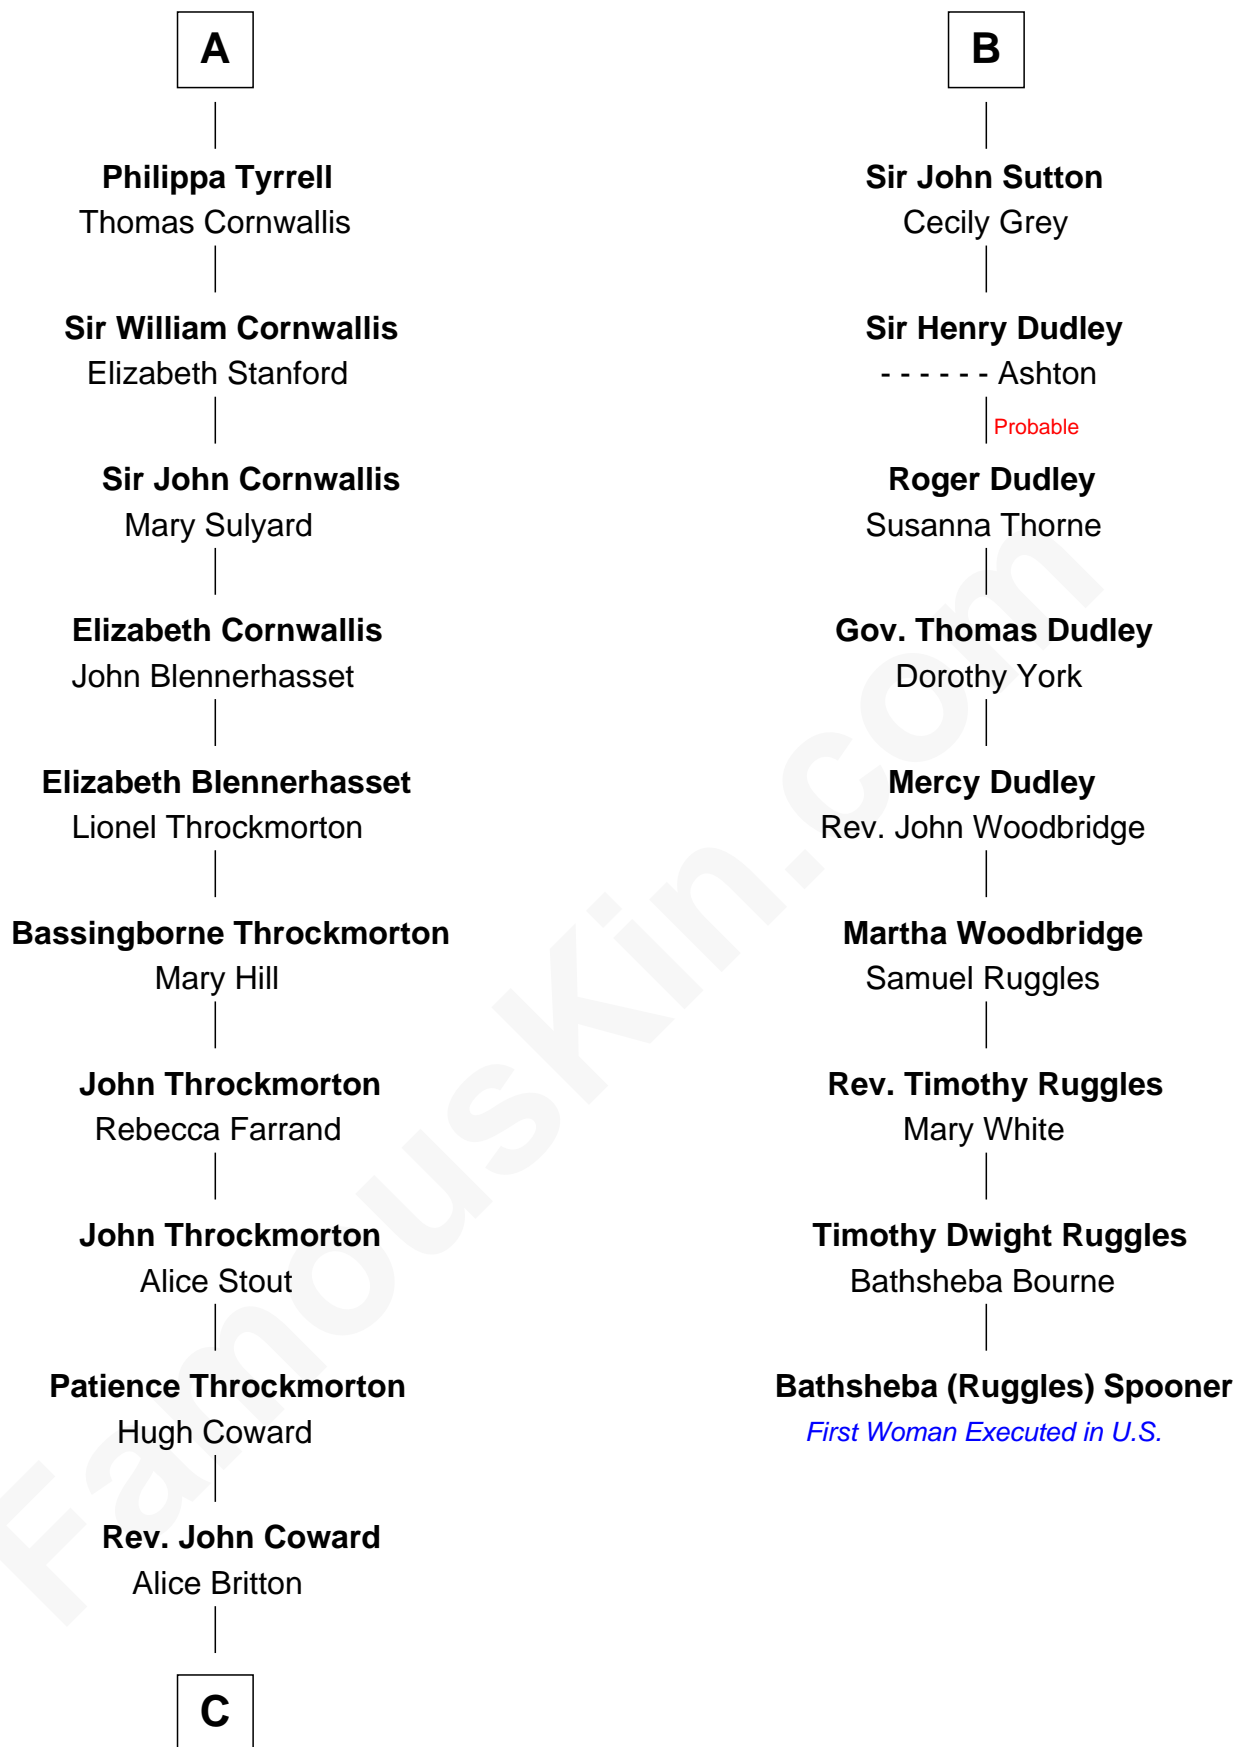 A
Philippa Tyrrell
Thomas Cornwallis
Sir William Cornwallis
Elizabeth Stanford
Sir John Cornwallis
Mary Sulyard
Elizabeth Cornwallis
John Blennerhasset
Elizabeth Blennerhasset
Lionel Throckmorton
Bassingborne Throckmorton
Mary Hill
John Throckmorton
Rebecca Farrand
John Throckmorton
Alice Stout
Patience Throckmorton
Hugh Coward
Rev. John Coward
Alice Britton
C
B
Sir John Sutton
Cecily Grey
Sir Henry Dudley
- - - - - - Ashton
Probable
Roger Dudley
Susanna Thorne
Gov. Thomas Dudley
Dorothy York
Mercy Dudley
Rev. John Woodbridge
Martha Woodbridge
Samuel Ruggles
Rev. Timothy Ruggles
Mary White
Timothy Dwight Ruggles
Bathsheba Bourne
Bathsheba (Ruggles) Spooner
First Woman Executed in U.S.
FamousKin.com